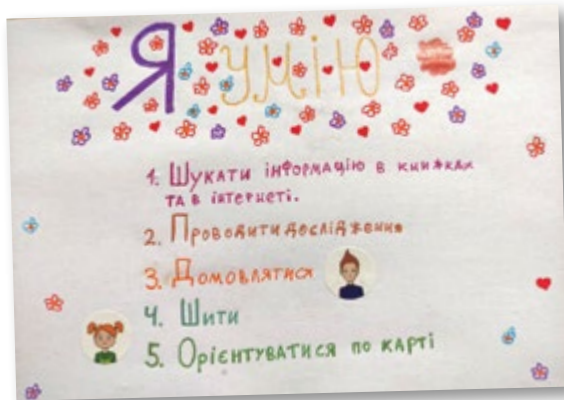 Я умію
1. Шукати інформацію в книжках
та в інтернеті.
2. Проводити дослідження
3. Домовлятися
4. Шити
5. Орієнтуватися по карті